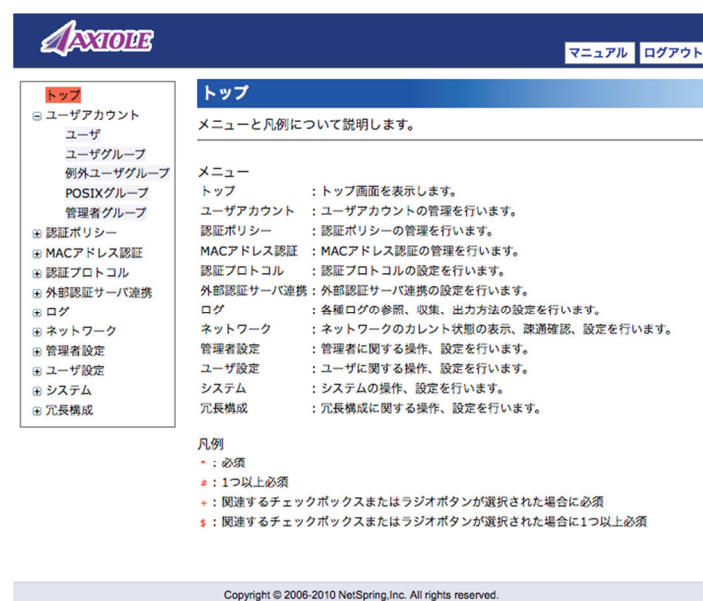 AXIOLE
マニュアル ログアウト
トップ
ユーザアカウント
ユーザ
ユーザグループ
例外ユーザグループ
POSIXグループ
管理者グループ
認証ポリシー
MACアドレス認証
認証プロトコル
外部認証サーバ連携
ログ
ネットワーク
管理者設定
ユーザ設定
システム
冗長構成
トップ
メニューと凡例について説明します。
メニュー
トップ : トップ画面を表示します。
ユーザアカウント : ユーザアカウントの管理を行います。
認証ポリシー : 認証ポリシーの管理を行います。
MACアドレス認証 : MACアドレス認証の管理を行います。
認証プロトコル : 認証プロトコルの設定を行います。
外部認証サーバ連携 : 外部認証サーバ連携の設定を行います。
ログ : 各種ログの参照、収集、出力方法の設定を行います。
ネットワーク : ネットワークのカレント状態の表示、疎通確認、設定を行います。
管理者設定 : 管理者に関する操作、設定を行います。
ユーザ設定 : ユーザに関する操作、設定を行います。
システム : システムの操作、設定を行います。
冗長構成 : 冗長構成に関する操作、設定を行います。
凡例
* : 必須
# : 1つ以上必須
+ : 関連するチェックボックスまたはラジオボタンが選択された場合に必須
$ : 関連するチェックボックスまたはラジオボタンが選択された場合に1つ以上必須
Copyright © 2006-2010 NetSpring,Inc. All rights reserved.